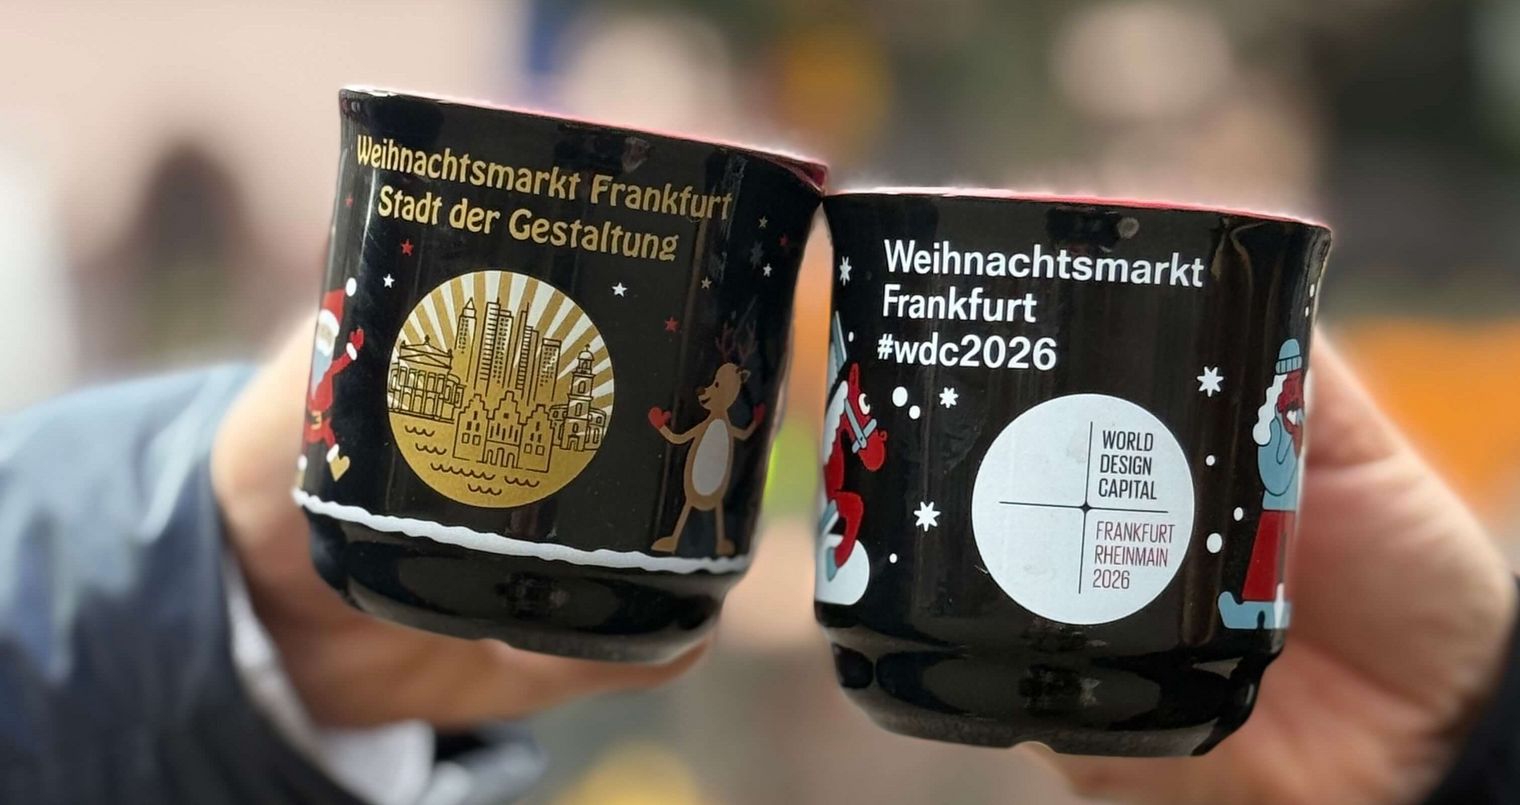 Weihnachtsmarkt Frankfurt
Stadt der Gestaltung
Weihnachtsmarkt
Frankfurt
#wdc2026
WORLD
DESIGN
CAPITAL
FRANKFURT
RHEINMAIN
2026